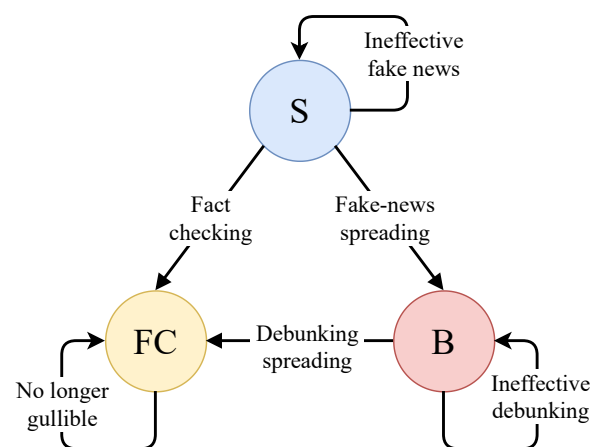 Ineffective
fake news
S
Fact
checking
Fake-news
spreading
FC
Debunking
spreading
B
No longer
gullible
Ineffective
debunking